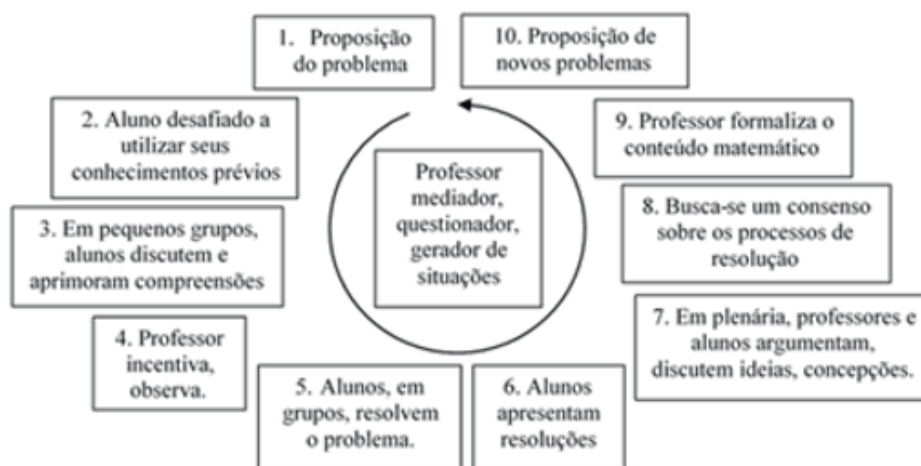 1. Proposição
do problema
2. Aluno desafiado a
utilizar seus
conhecimentos prévios
3. Em pequenos grupos,
alunos discutem e
aprimoram compreensões
4. Professor
incentiva,
observa.
5. Alunos, em
grupos, resolvem
o problema.
6. Alunos
apresentam
resoluções
7. Em plenária, professores e
alunos argumentam,
discutem ideias, concepções.
8. Busca-se um consenso
sobre os processos de
resolução
9. Professor formaliza o
conteúdo matemático
10. Proposição de
novos problemas
Professor
mediador,
questionador,
gerador de
situações